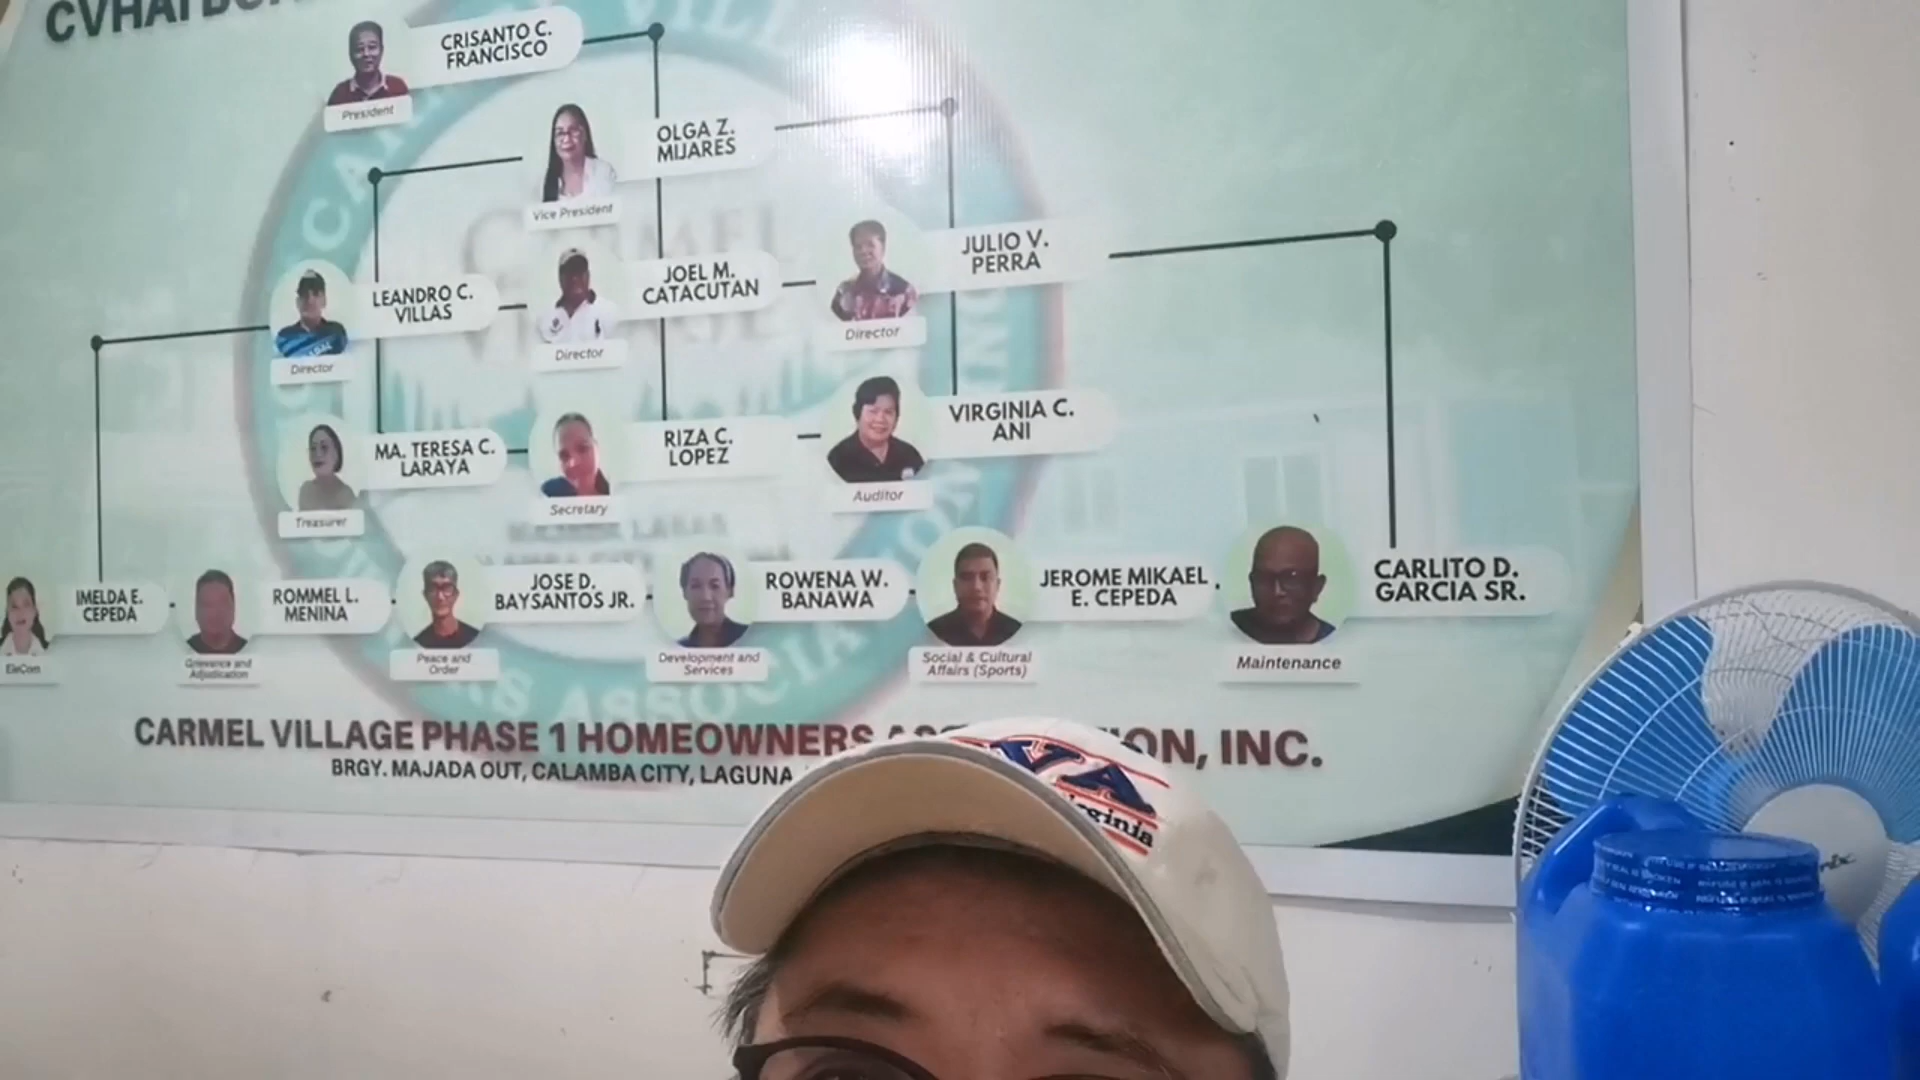 CVHAI
CRISANTO C.
FRANCISCO
President
OLGA Z.
MIJARES
Vice President
LEANDRO C.
VILLAS
Director
JOEL M.
CATACUTAN
Director
JULIO V.
PERRA
Director
MA. TERESA C.
LARAYA
Treasurer
RIZA C.
LOPEZ
Secretary
VIRGINIA C.
ANI
Auditor
IMELDA E.
CEPEDA
EleCom
ROMMEL L.
MENINA
Grievance and
Adjudication
JOSE D.
BAYSANTOS JR.
Peace and
Order
ROWENA W.
BANAWA
Development and
Services
JEROME MIKAEL
E. CEPEDA
Social & Cultural
Affairs (Sports)
CARLITO D.
GARCIA SR.
Maintenance
CARMEL VILLAGE PHASE 1 HOMEOWNERS INC.
BRGY. MAJADA OUT, CALAMBA CITY, LAGUNA
VA